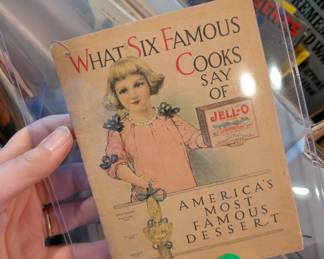 WHAT SIX FAMOUS
COOKS
SAY
OF
JELL-O
AMERICA'S
MOST
FAMOUS
DESSERT